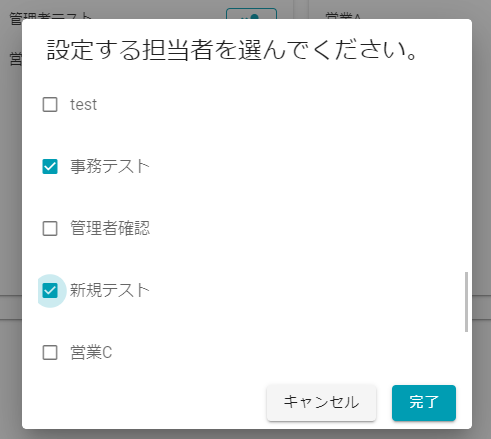 管理者テスト
営業A
営
設定する担当者を選んでください。
test
事務テスト
管理者確認
新規テスト
営業C
キャンセル
完了